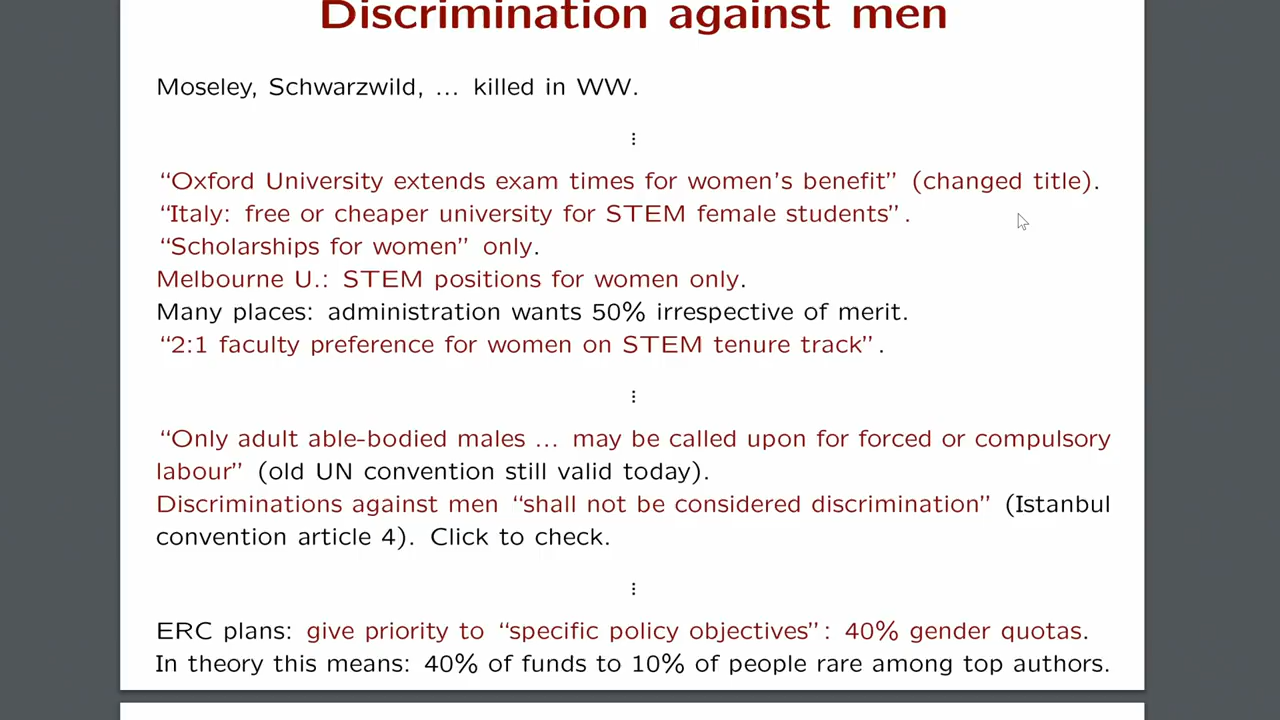 Discrimination against men
Moseley, Schwarzwild, ... killed in WW.
⋮
“Oxford University extends exam times for women’s benefit” (changed title).
“Italy: free or cheaper university for STEM female students”.
“Scholarships for women” only.
Melbourne U.: STEM positions for women only.
Many places: administration wants 50% irrespective of merit.
“2:1 faculty preference for women on STEM tenure track”.
⋮
“Only adult able-bodied males ... may be called upon for forced or compulsory
labour” (old UN convention still valid today).
Discriminations against men “shall not be considered discrimination” (Istanbul
convention article 4). Click to check.
⋮
ERC plans: give priority to “specific policy objectives”: 40% gender quotas.
In theory this means: 40% of funds to 10% of people rare among top authors.